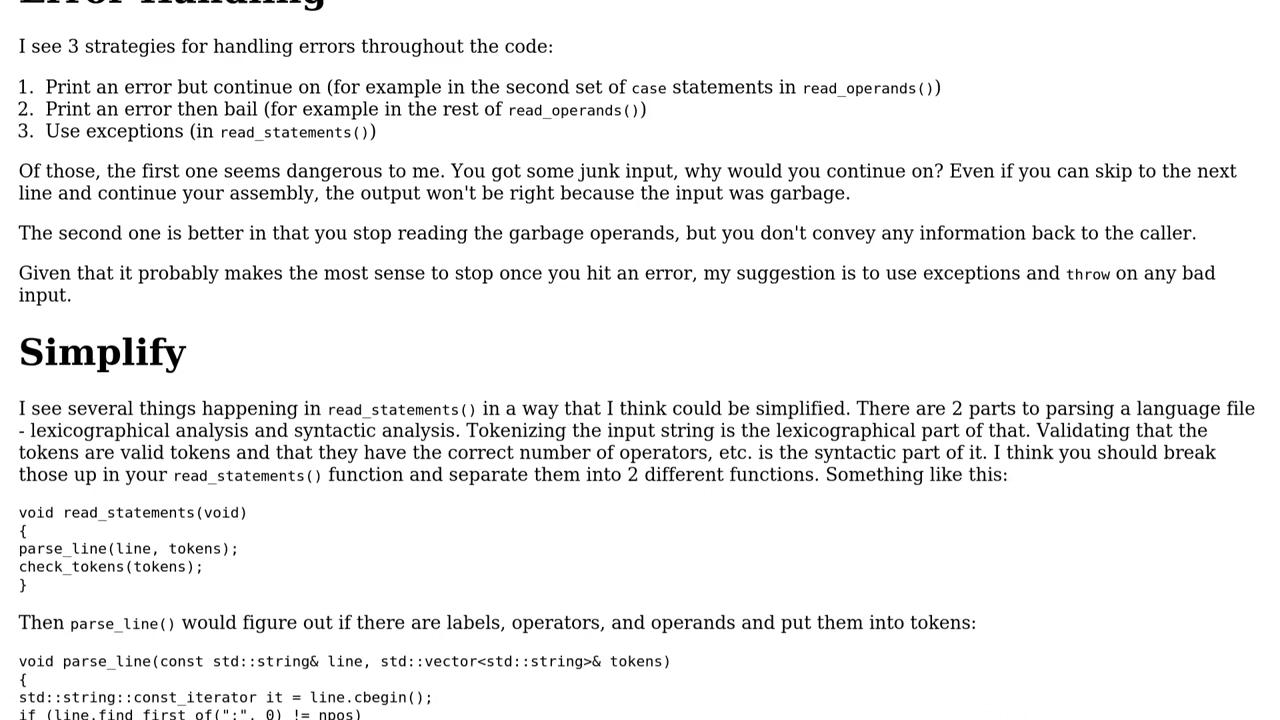 Error Handling
I see 3 strategies for handling errors throughout the code:
1. Print an error but continue on (for example in the second set of case statements in read_operands())
2. Print an error then bail (for example in the rest of read_operands())
3. Use exceptions (in read_statements())
Of those, the first one seems dangerous to me. You got some junk input, why would you continue on? Even if you can skip to the next
line and continue your assembly, the output won't be right because the input was garbage.
The second one is better in that you stop reading the garbage operands, but you don't convey any information back to the caller.
Given that it probably makes the most sense to stop once you hit an error, my suggestion is to use exceptions and throw on any bad
input.
Simplify
I see several things happening in read_statements() in a way that I think could be simplified. There are 2 parts to parsing a language file
- lexicographical analysis and syntactic analysis. Tokenizing the input string is the lexicographical part of that. Validating that the
tokens are valid tokens and that they have the correct number of operators, etc. is the syntactic part of it. I think you should break
those up in your read_statements() function and separate them into 2 different functions. Something like this:
void read_statements(void)
{
parse_line(line, tokens);
check_tokens(tokens);
}
Then parse_line() would figure out if there are labels, operators, and operands and put them into tokens:
void parse_line(const std::string& line, std::vector<std::string>& tokens)
{
std::string::const_iterator it = line.cbegin();
if (line.find_first_of(";", 0) != npos)